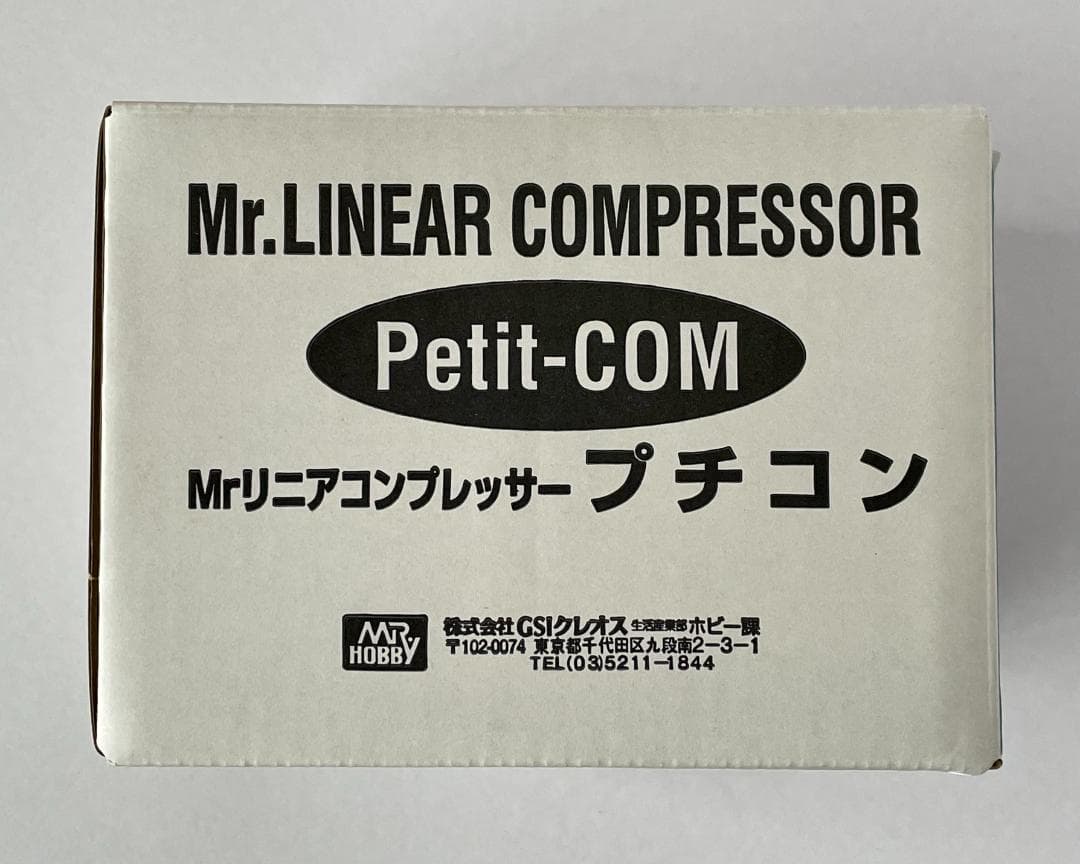 Mr.LINEAR COMPRESSOR
Petit-COM
Mrリニアコンプレッサー プチコン
MR HOBBY
株式会社GSIクレオス 生活産業部 ホビー課
〒102-0074 東京都千代田区九段南2-3-1
TEL(03)5211-1844